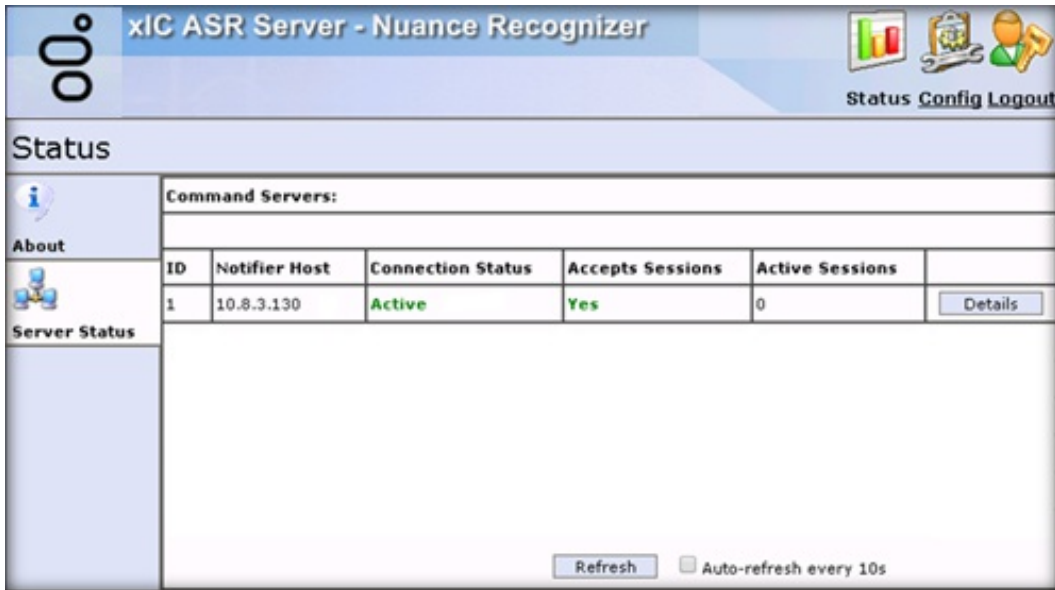 xIC ASR Server - Nuance Recognizer
Status Config Logout
Status
About
Server Status
Command Servers:
ID Notifier Host Connection Status Accepts Sessions Active Sessions
1 10.8.3.130 Active Yes 0 Details
Refresh Auto-refresh every 10s